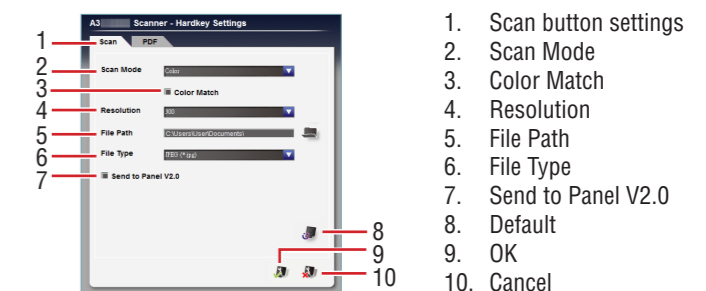 A3 Scanner - Hardkey Settings
Scan PDF
Scan Mode Color
Color Match
Resolution 300
File Path C:\Users\User\Documents\
File Type JPEG (*.jpg)
Send to Panel V2.0
1
2
3
4
5
6
7
8
9
10
1. Scan button settings
2. Scan Mode
3. Color Match
4. Resolution
5. File Path
6. File Type
7. Send to Panel V2.0
8. Default
9. OK
10. Cancel